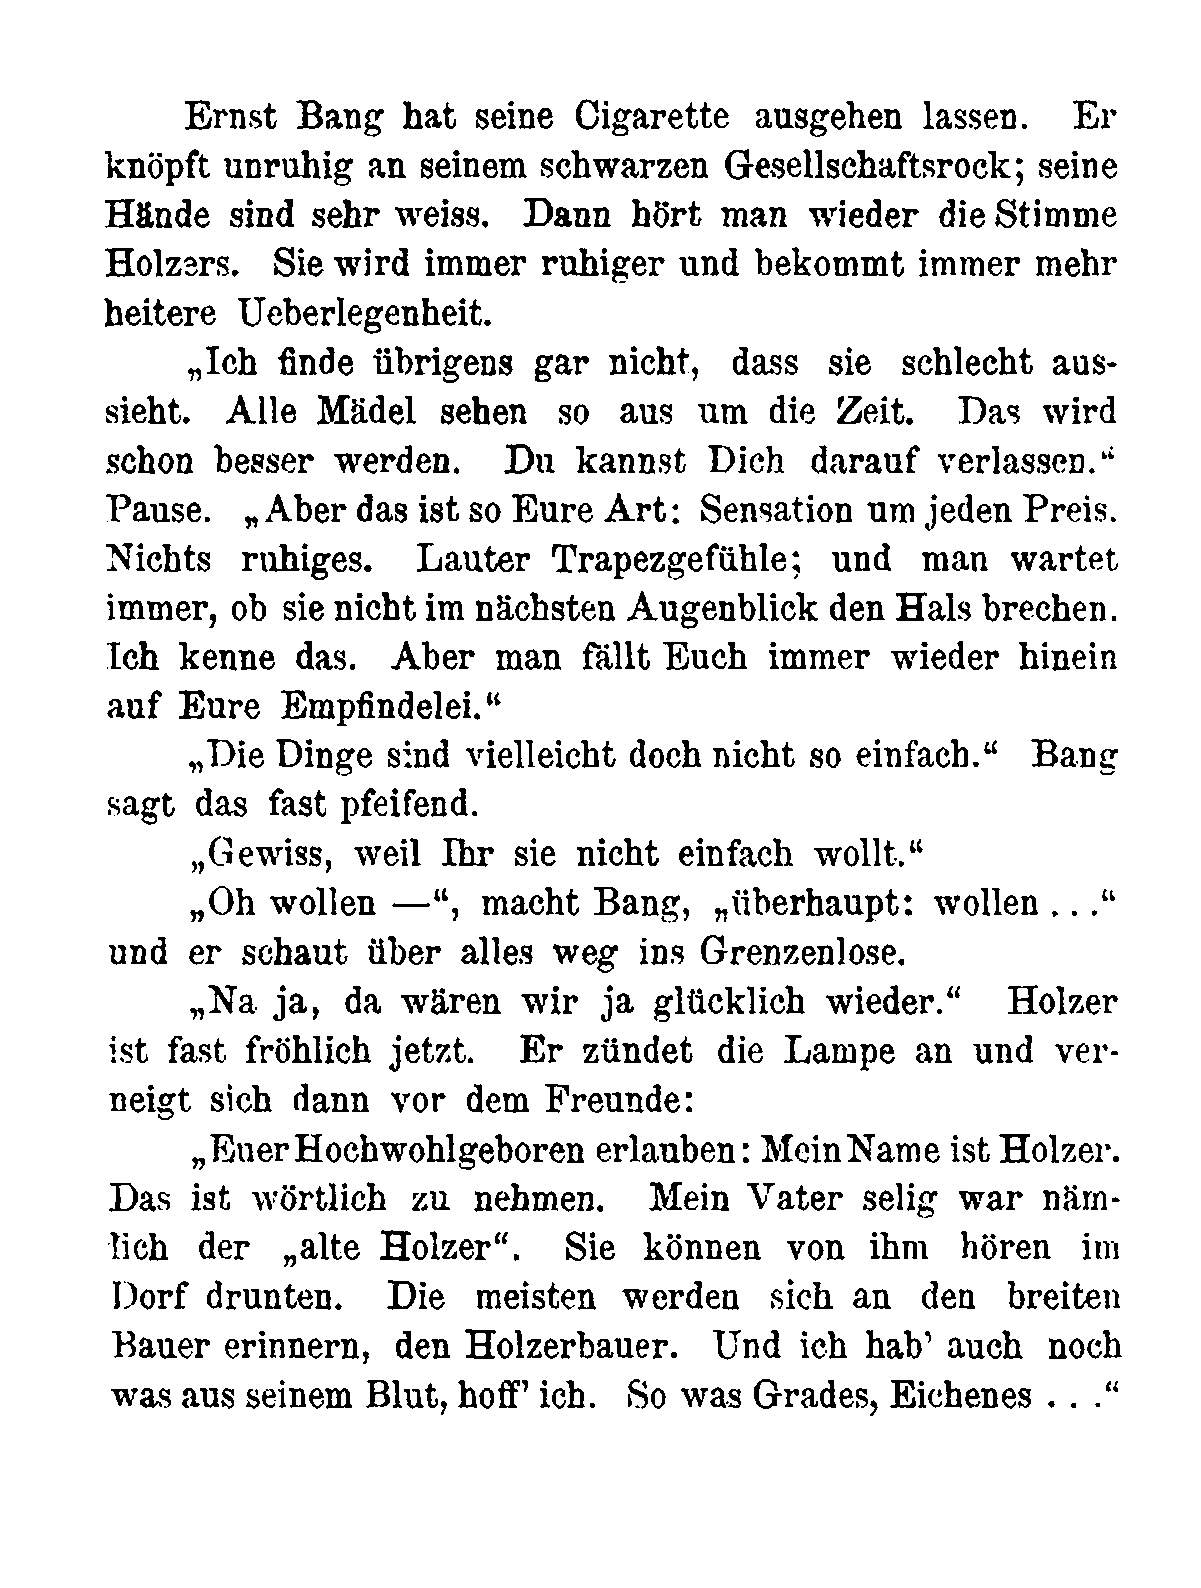 Ernst Bang hat seine Cigarette ausgehen lassen. Er
knöpft unruhig an seinem schwarzen Gesellschaftsrock; seine
Hände sind sehr weiss. Dann hört man wieder die Stimme
Holzers. Sie wird immer ruhiger und bekommt immer mehr
heitere Ueberlegenheit.
„Ich finde übrigens gar nicht, dass sie schlecht aus-
sieht. Alle Mädel sehen so aus um die Zeit. Das wird
schon besser werden. Du kannst Dich darauf verlassen.“
Pause. „Aber das ist so Eure Art: Sensation um jeden Preis.
Nichts ruhiges. Lauter Trapezgefühle; und man wartet
immer, ob sie nicht im nächsten Augenblick den Hals brechen.
Ich kenne das. Aber man fällt Euch immer wieder hinein
auf Eure Empfindelei.“
„Die Dinge sind vielleicht doch nicht so einfach.“ Bang
sagt das fast pfeifend.
„Gewiss, weil Ihr sie nicht einfach wollt.“
„Oh wollen —“, macht Bang, „überhaupt: wollen . . .“
und er schaut über alles weg ins Grenzenlose.
„Na ja, da wären wir ja glücklich wieder.“ Holzer
ist fast fröhlich jetzt. Er zündet die Lampe an und ver-
neigt sich dann vor dem Freunde:
„Euer Hochwohlgeboren erlauben: Mein Name ist Holzer.
Das ist wörtlich zu nehmen. Mein Vater selig war näm-
lich der „alte Holzer“. Sie können von ihm hören im
Dorf drunten. Die meisten werden sich an den breiten
Bauer erinnern, den Holzerbauer. Und ich hab’ auch noch
was aus seinem Blut, hoff’ ich. So was Grades, Eichenes . . .“